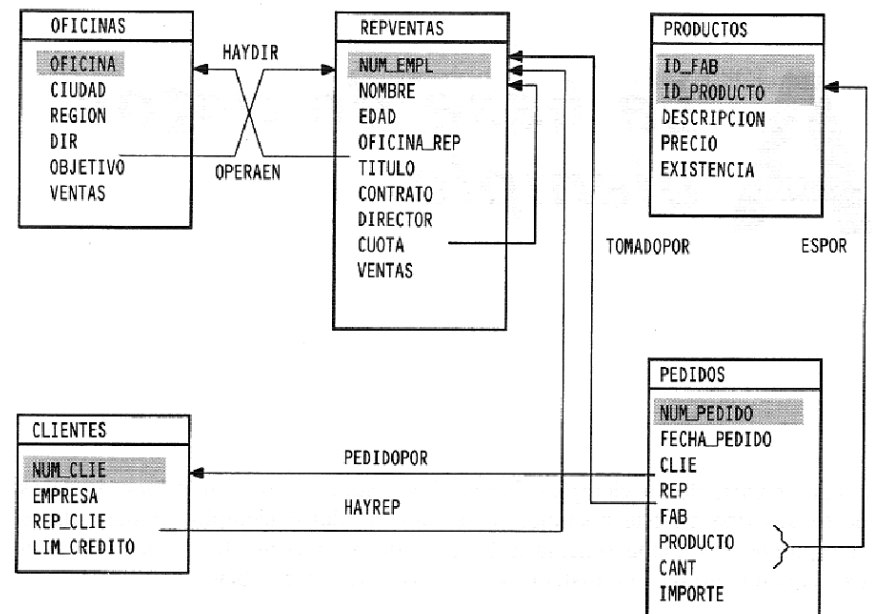 OFICINAS
OFICINA
CIUDAD
REGION
DIR
OBJETIVO
VENTAS
HAYDIR
OPERAEN
REPVENTAS
NUM_EMPL
NOMBRE
EDAD
OFICINA_REP
TITULO
CONTRATO
DIRECTOR
CUOTA
VENTAS
PRODUCTOS
ID_FAB
ID_PRODUCTO
DESCRIPCION
PRECIO
EXISTENCIA
TOMADOPOR
ESPOR
CLIENTES
NUM_CLIE
EMPRESA
REP_CLIE
LIM_CREDITO
PEDIDOPOR
HAYREP
PEDIDOS
NUM_PEDIDO
FECHA_PEDIDO
CLIE
REP
FAB
PRODUCTO
CANT
IMPORTE